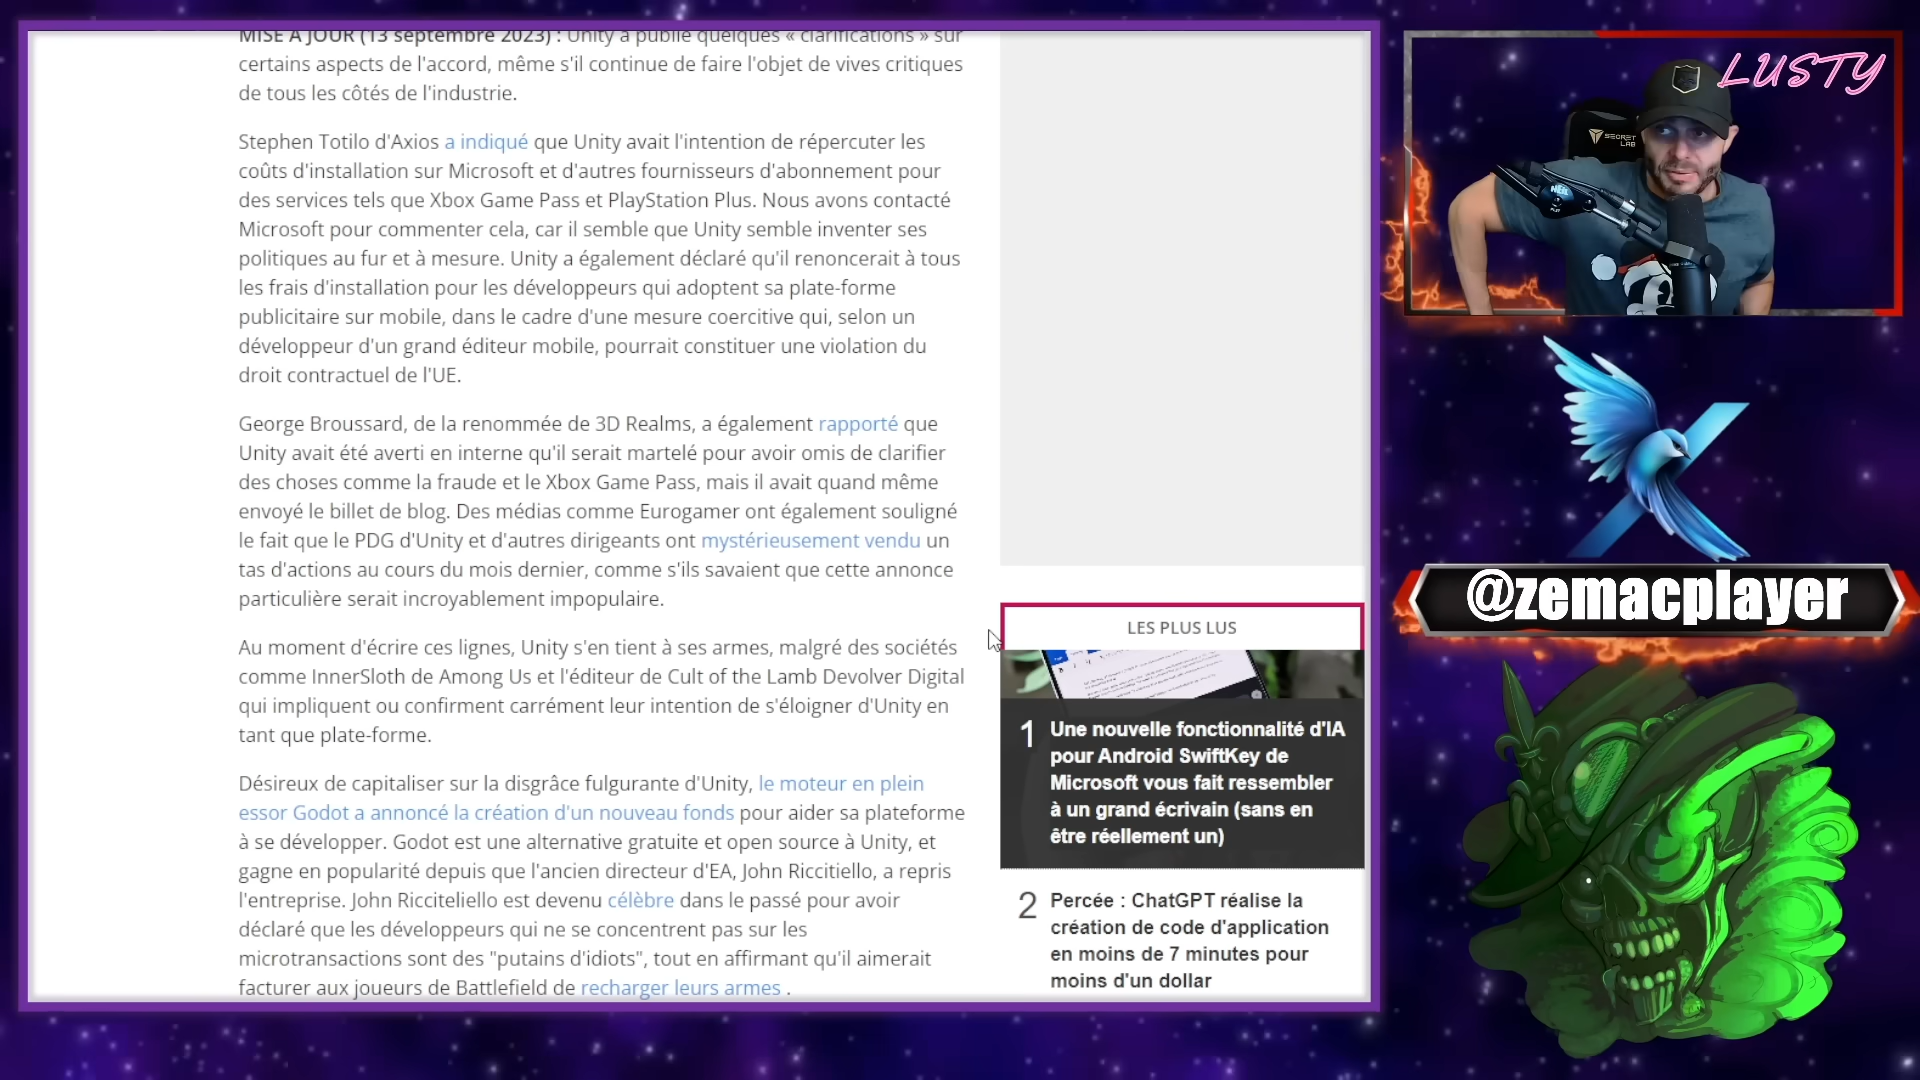 MISE À JOUR (13 septembre 2023) : Unity a publié quelques « clarifications » sur
certains aspects de l'accord, même s'il continue de faire l'objet de vives critiques
de tous les côtés de l'industrie.
Stephen Totilo d'Axios a indiqué que Unity avait l'intention de répercuter les
coûts d'installation sur Microsoft et d'autres fournisseurs d'abonnement pour
des services tels que Xbox Game Pass et PlayStation Plus. Nous avons contacté
Microsoft pour commenter cela, car il semble que Unity semble inventer ses
politiques au fur et à mesure. Unity a également déclaré qu'il renoncerait à tous
les frais d'installation pour les développeurs qui adoptent sa plate-forme
publicitaire sur mobile, dans le cadre d'une mesure coercitive qui, selon un
développeur d'un grand éditeur mobile, pourrait constituer une violation du
droit contractuel de l'UE.
George Broussard, de la renommée de 3D Realms, a également rapporté que
Unity avait été averti en interne qu'il serait martelé pour avoir omis de clarifier
des choses comme la fraude et le Xbox Game Pass, mais il avait quand même
envoyé le billet de blog. Des médias comme Eurogamer ont également souligné
le fait que le PDG d'Unity et d'autres dirigeants ont mystérieusement vendu un
tas d'actions au cours du mois dernier, comme s'ils savaient que cette annonce
particulière serait incroyablement impopulaire.
Au moment d'écrire ces lignes, Unity s'en tient à ses armes, malgré des sociétés
comme InnerSloth de Among Us et l'éditeur de Cult of the Lamb Devolver Digital
qui impliquent ou confirment carrément leur intention de s'éloigner d'Unity en
tant que plate-forme.
Désireux de capitaliser sur la disgrâce fulgurante d'Unity, le moteur en plein
essor Godot a annoncé la création d'un nouveau fonds pour aider sa plateforme
à se développer. Godot est une alternative gratuite et open source à Unity, et
gagne en popularité depuis que l'ancien directeur d'EA, John Riccitiello, a repris
l'entreprise. John Ricciteliello est devenu célèbre dans le passé pour avoir
déclaré que les développeurs qui ne se concentrent pas sur les
microtransactions sont des "putains d'idiots", tout en affirmant qu'il aimerait
facturer aux joueurs de Battlefield de recharger leurs armes .
LES PLUS LUS
1 Une nouvelle fonctionnalité d'IA
pour Android SwiftKey de
Microsoft vous fait ressembler
à un grand écrivain (sans en
être réellement un)
2 Percée : ChatGPT réalise la
création de code d'application
en moins de 7 minutes pour
moins d'un dollar
LUSTY
SECRET
LAB
@zemacplayer